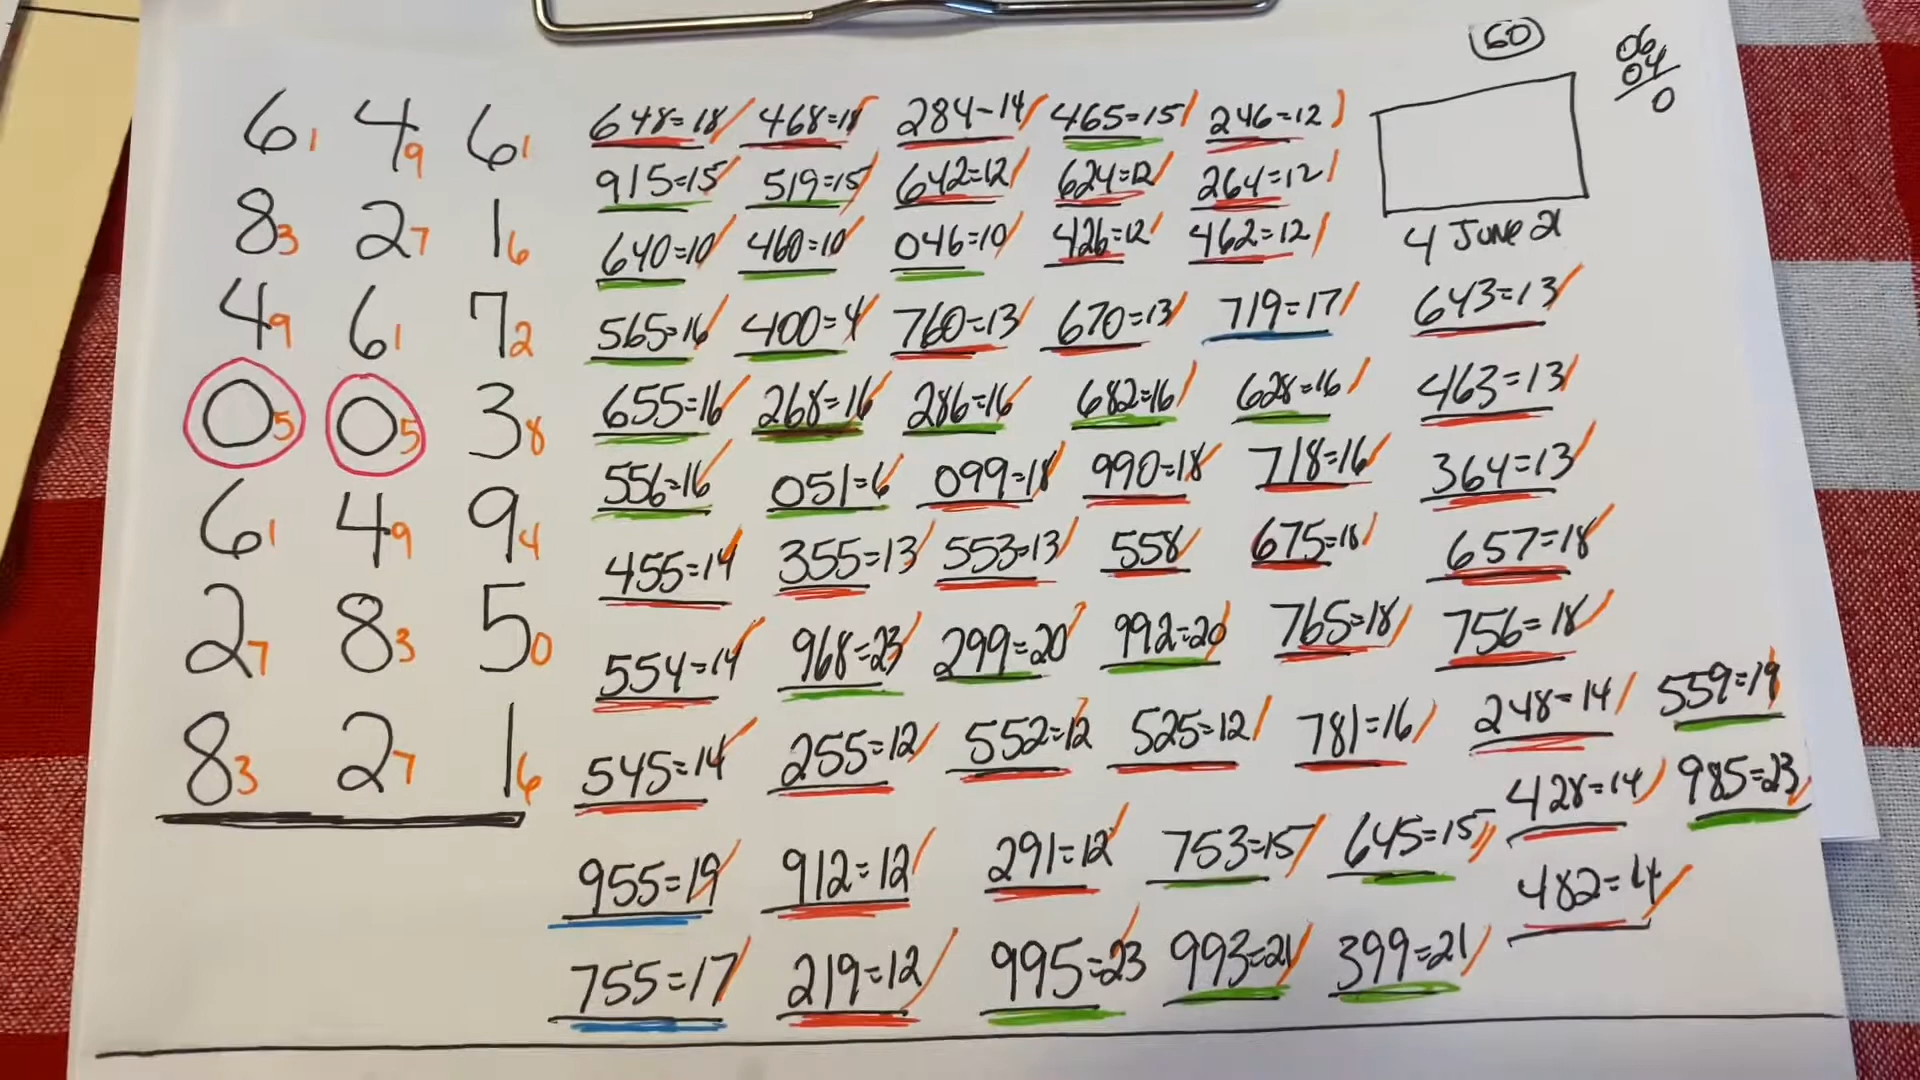 60
06
04
0
6 1 4 9 6 1
8 3 2 7 1 6
4 9 6 1 7 2
0 5 0 5 3 8
6 1 4 9 9 4
2 7 8 3 5 0
8 3 2 7 1 6
648=18 468=18 284-14 465=15 246=12
915=15 519=15 642=12 624=12 264=12
640=10 460=10 046=10 426=12 462=12
4 June 21
565=16 400=4 760=13 670=13 719=17 643=13
655=16 268=16 286=16 682=16 628=16 463=13
556=16 051=6 099=18 990=18 718=16 364=13
455=14 355=13 553=13 558 675=18 657=18
554=14 968=23 299=20 992=20 765=18 756=18
545=14 255=12 552=12 525=12 781=16 248=14 559=19
955=19 912=12 291=12 753=15 645=15 428=14 985=23
482=14
755=17 219=12 995=23 993=21 399=21